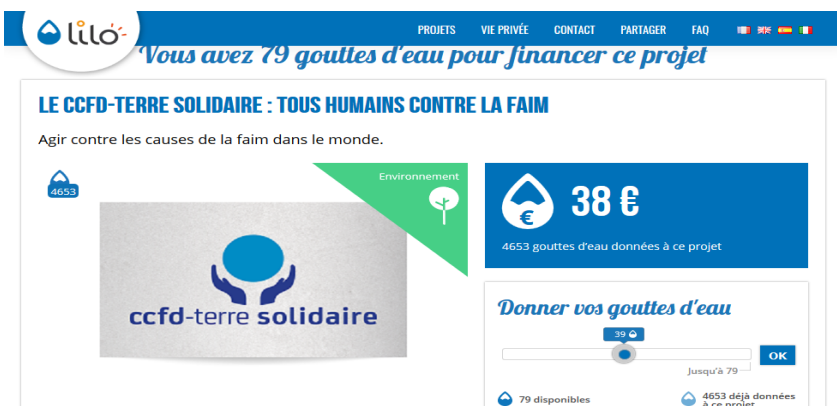 lilo
PROJETS VIE PRIVÉE CONTACT PARTAGER FAQ
Vous avez 79 gouttes d'eau pour financer ce projet
LE CCFD-TERRE SOLIDAIRE : TOUS HUMAINS CONTRE LA FAIM
Agir contre les causes de la faim dans le monde.
4653
Environnement
ccfd-terre solidaire
€
38 €
4653 gouttes d'eau données à ce projet
Donner vos gouttes d'eau
39
OK
Jusqu'à 79
79 disponibles
4653 déjà données
à ce projet